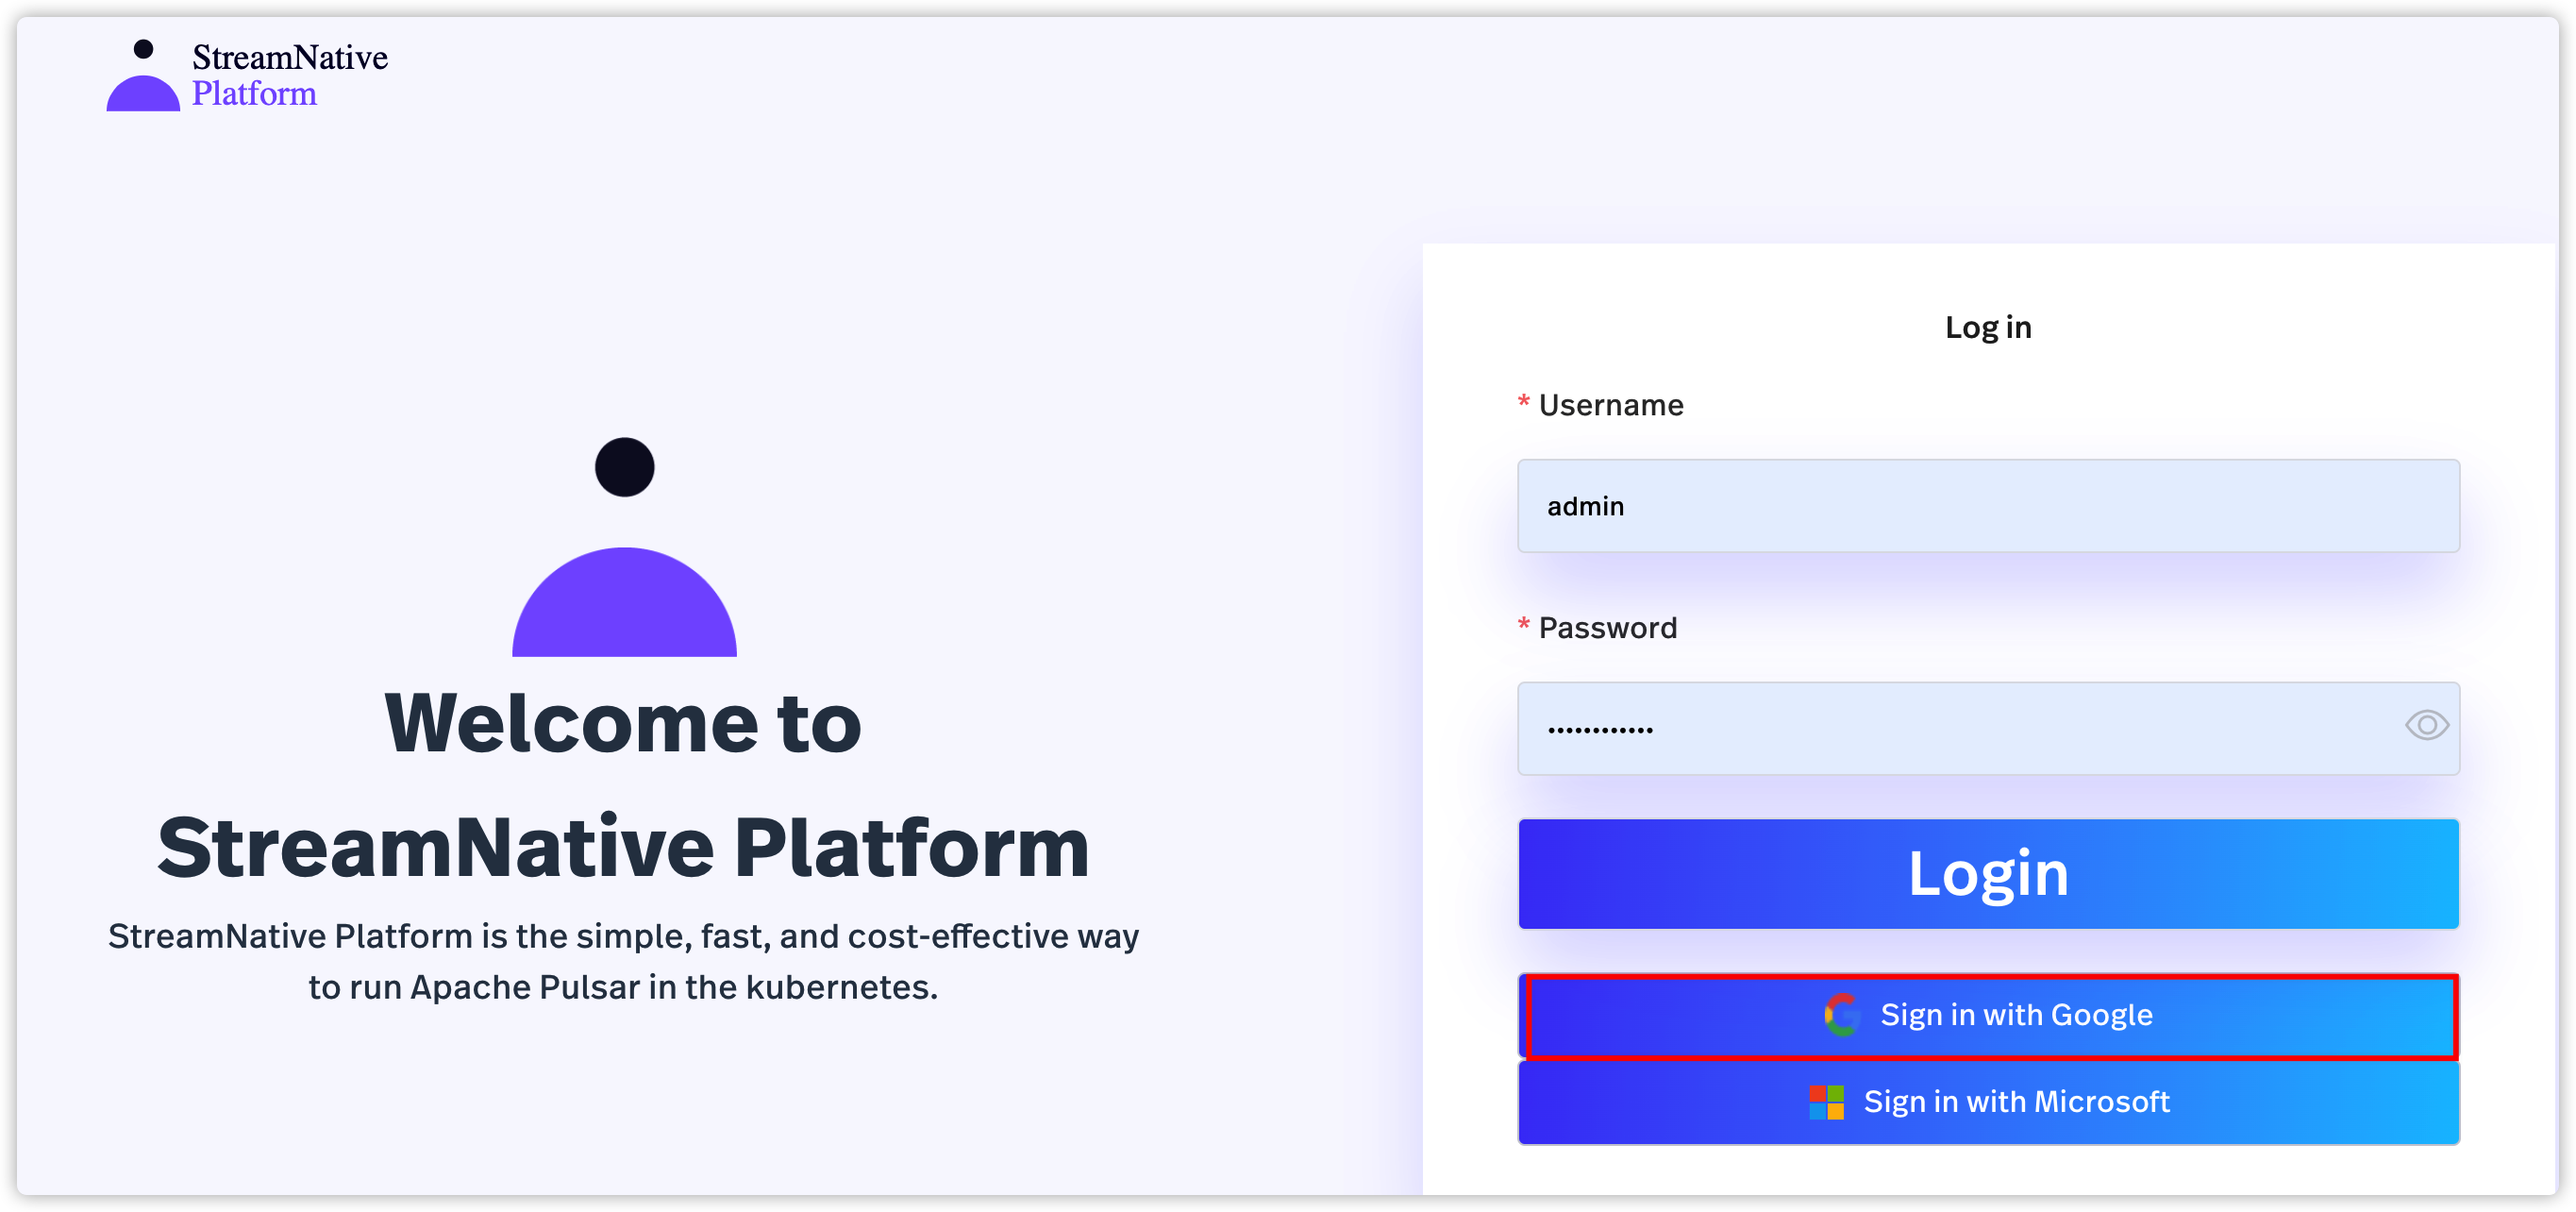 StreamNative
Platform
Welcome to
StreamNative Platform
StreamNative Platform is the simple, fast, and cost-effective way
to run Apache Pulsar in the kubernetes.
Log in
* Username
admin
* Password
Login
Sign in with Google
Sign in with Microsoft